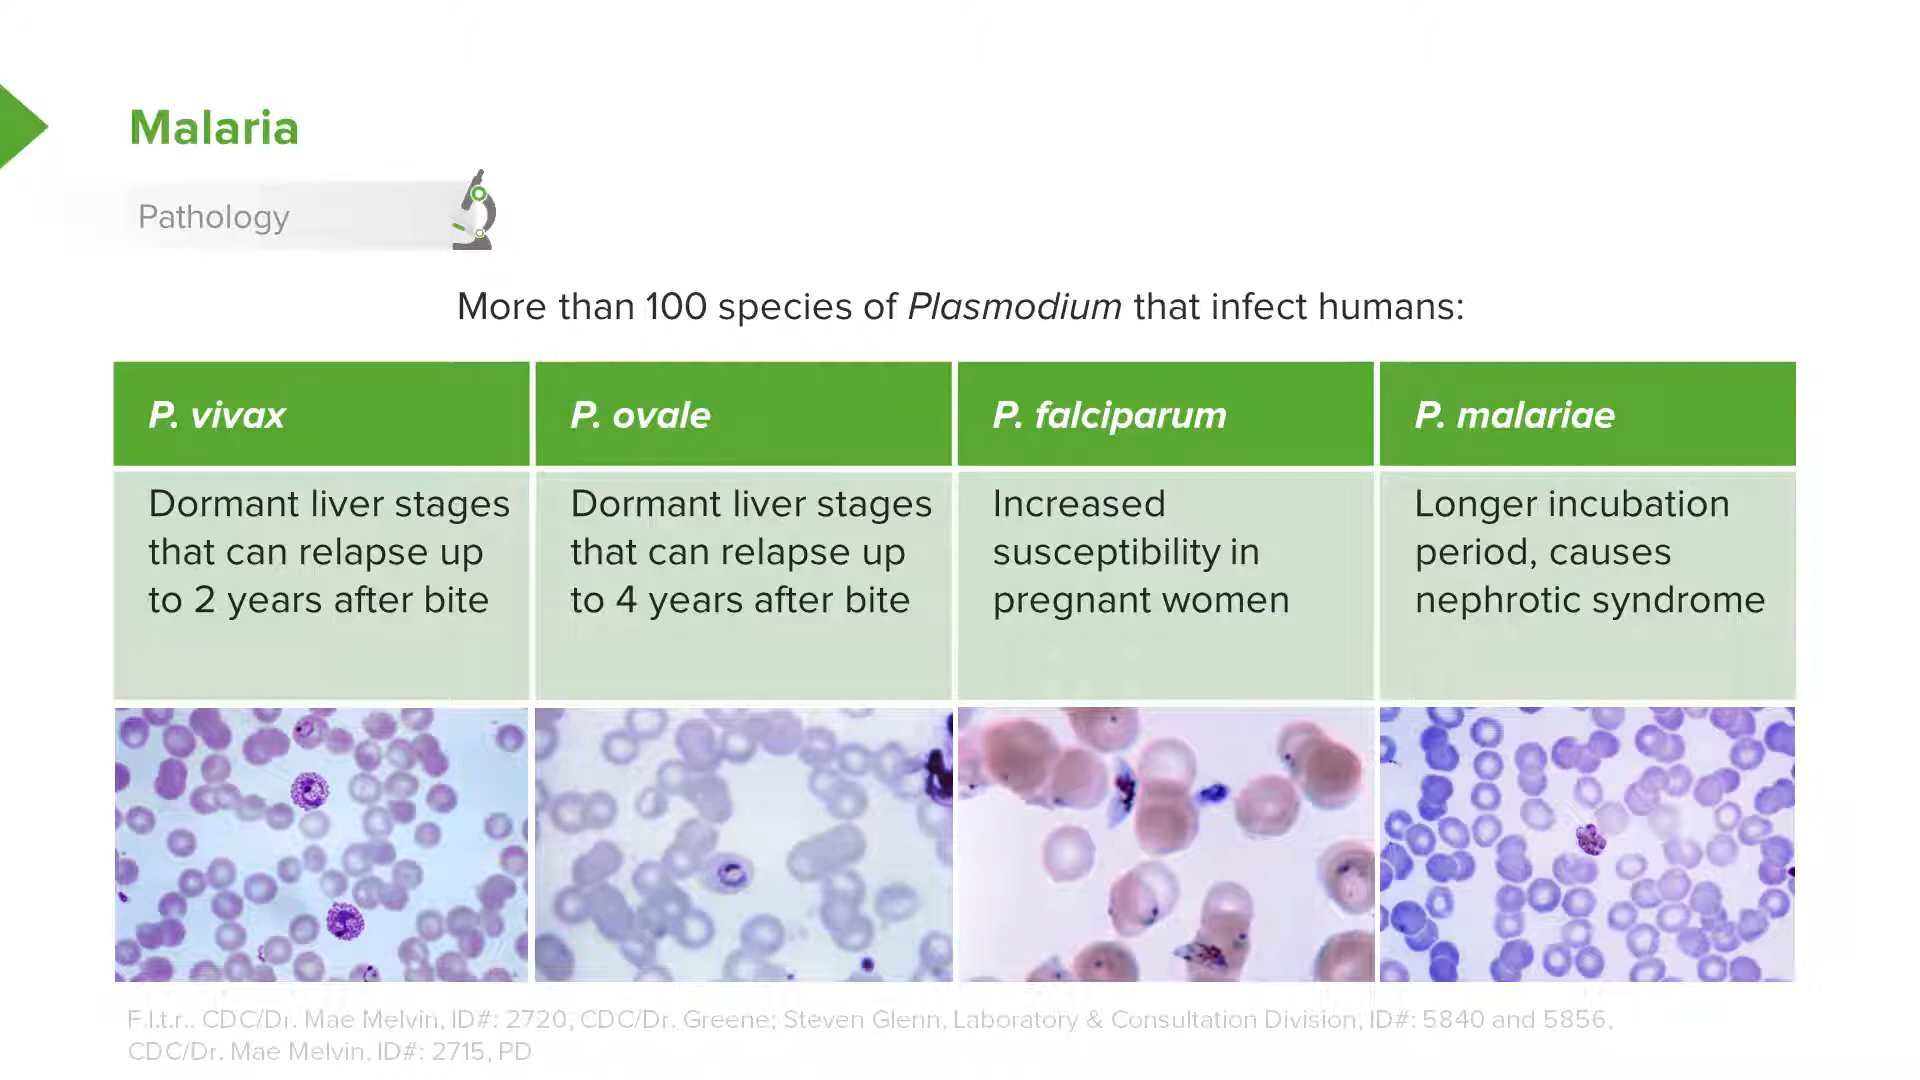 Malaria
Pathology
More than 100 species of Plasmodium that infect humans:
P. vivax
P. ovale
P. falciparum
P. malariae
Dormant liver stages
that can relapse up
to 2 years after bite
Dormant liver stages
that can relapse up
to 4 years after bite
Increased
susceptibility in
pregnant women
Longer incubation
period, causes
nephrotic syndrome
F.l.t.r.. CDC/Dr. Mae Melvin, ID#: 2720, CDC/Dr. Greene; Steven Glenn, Laboratory & Consultation Division, ID#: 5840 and 5856,
CDC/Dr. Mae Melvin, ID#: 2715, PD